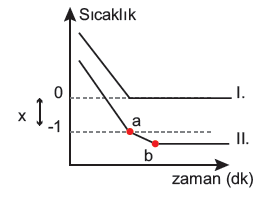 Sıcaklık
0
I.
x
-1
a
II.
b
zaman (dk)